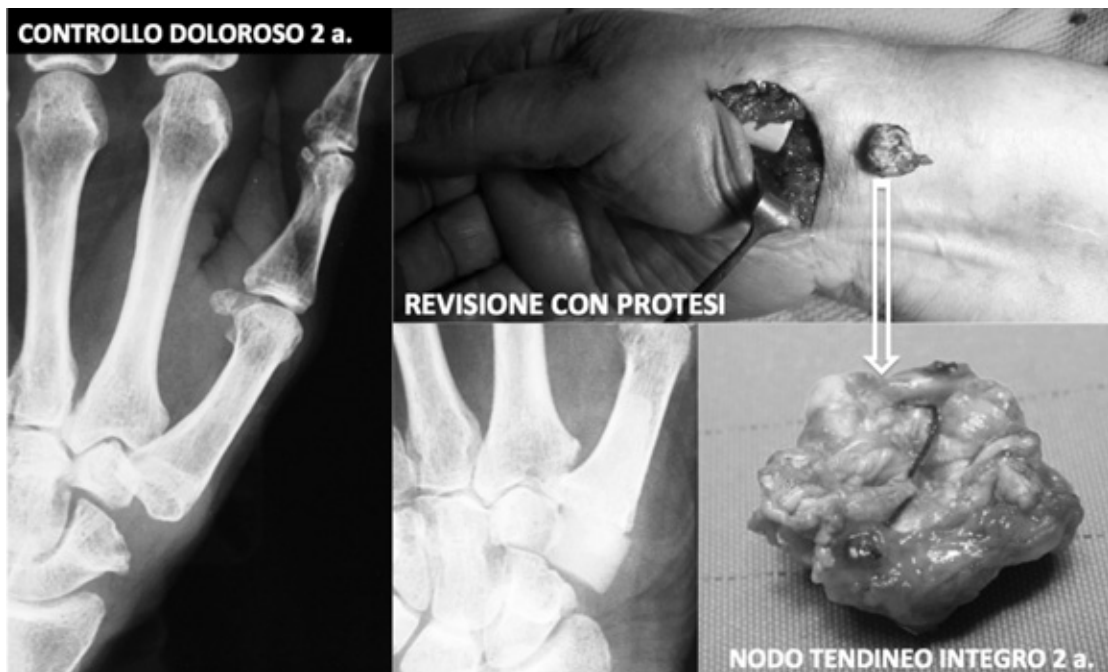 CONTROLLO DOLOROSO 2 a.
REVISIONE CON PROTESI
NODO TENDINEO INTEGRO 2 a.